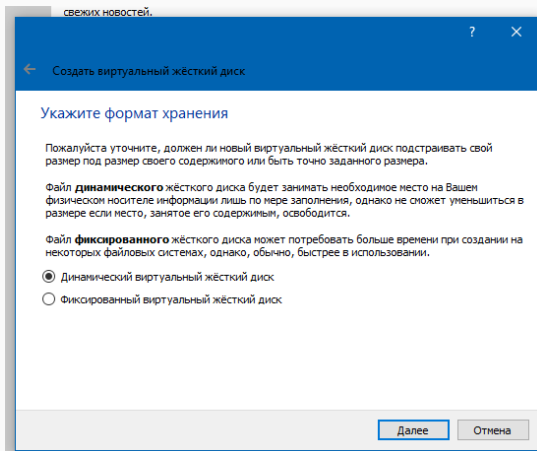 свежих новостей.
?
Создать виртуальный жёсткий диск
Укажите формат хранения
Пожалуйста уточните, должен ли новый виртуальный жёсткий диск подстраивать свой
размер под размер своего содержимого или быть точно заданного размера.
Файл динамического жёсткого диска будет занимать необходимое место на Вашем
физическом носителе информации лишь по мере заполнения, однако не сможет уменьшиться в
размере если место, занятое его содержимым, освободится.
Файл фиксированного жёсткого диска может потребовать больше времени при создании на
некоторых файловых системах, однако, обычно, быстрее в использовании.
Динамический виртуальный жёсткий диск
Фиксированный виртуальный жёсткий диск
Далее
Отмена